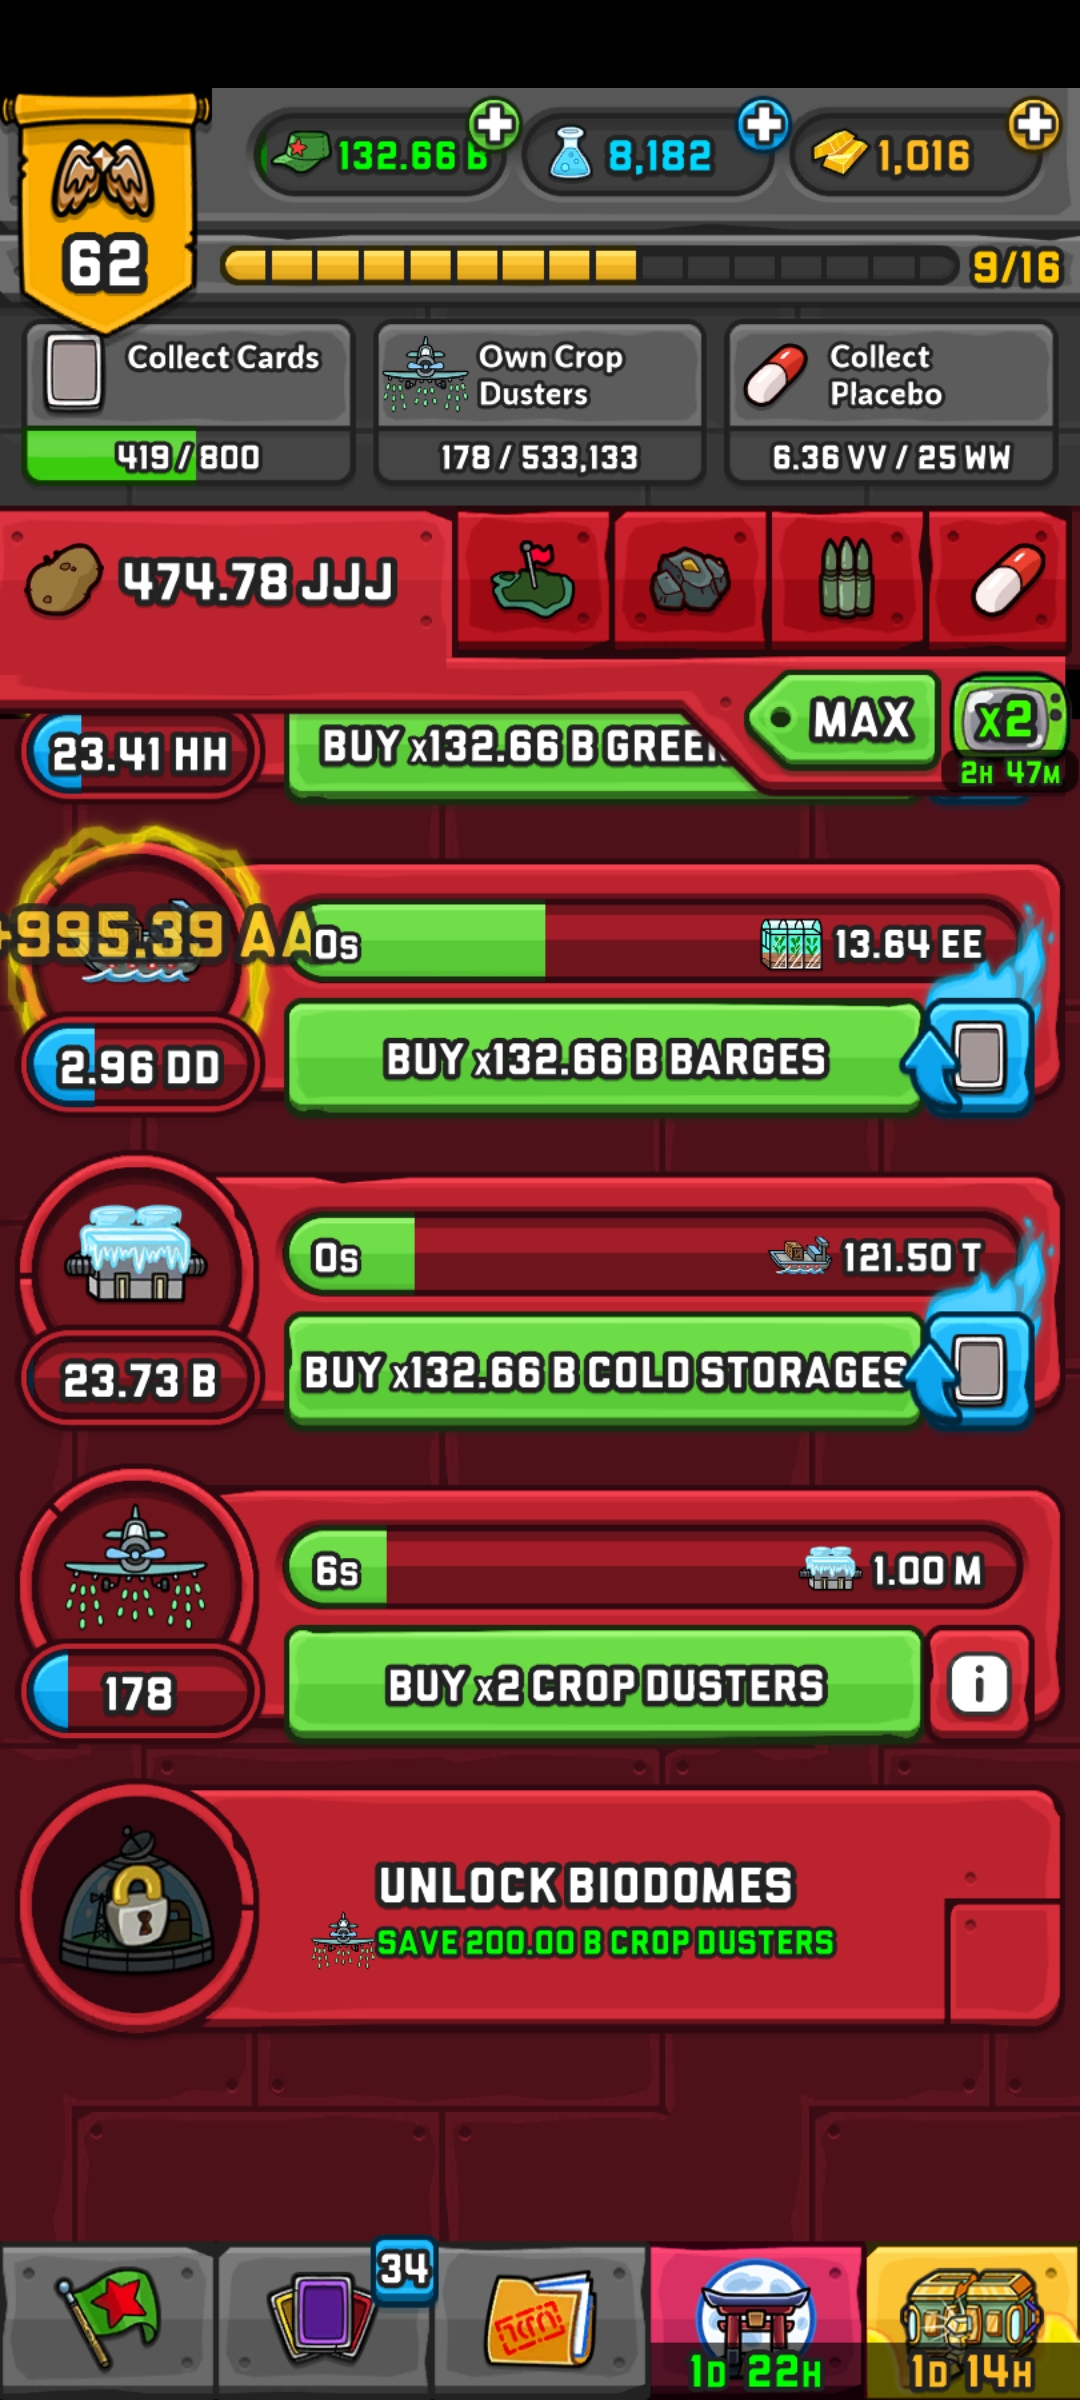 132.66 B
8,182
1,016
62
9/16
Collect Cards
419 / 800
Own Crop
Dusters
178 / 533,133
Collect
Placebo
6.36 VV / 25 WW
474.78 JJJ
MAX
x2
2H 47M
23.41 HH
BUY x132.66 B GREE
+995.39 AA
0s
13.64 EE
2.96 DD
BUY x132.66 B BARGES
0s
121.50 T
23.73 B
BUY x132.66 B COLD STORAGES
6s
1.00 M
178
BUY x2 CROP DUSTERS
i
UNLOCK BIODOMES
SAVE 200.00 B CROP DUSTERS
34
1D 22H
1D 14H